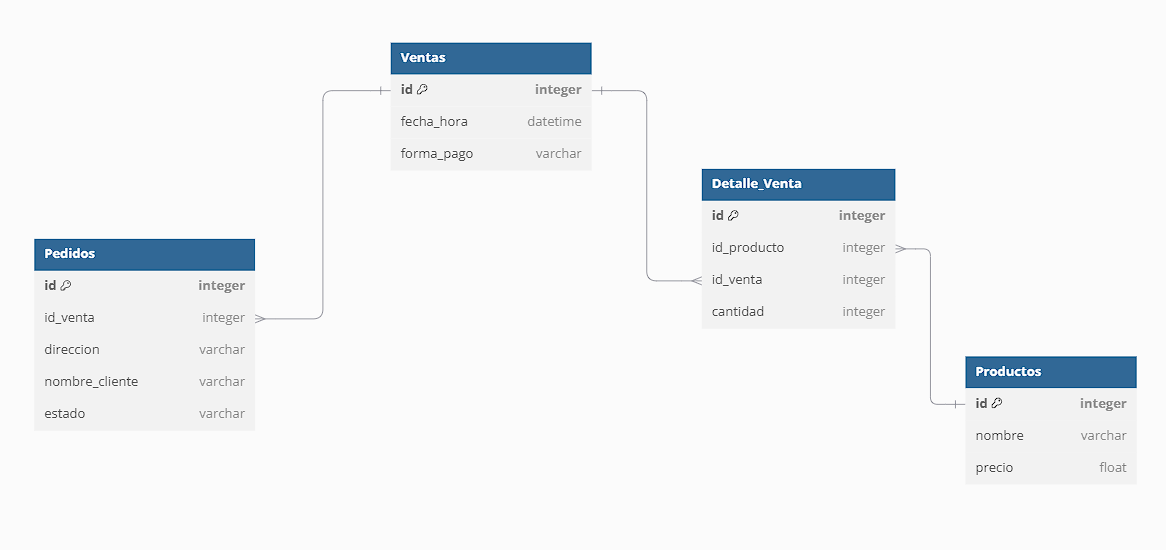 Ventas
id integer
fecha_hora datetime
forma_pago varchar
Detalle_Venta
id integer
id_producto integer
id_venta integer
cantidad integer
Pedidos
id integer
id_venta integer
direccion varchar
nombre_cliente varchar
estado varchar
Productos
id integer
nombre varchar
precio float